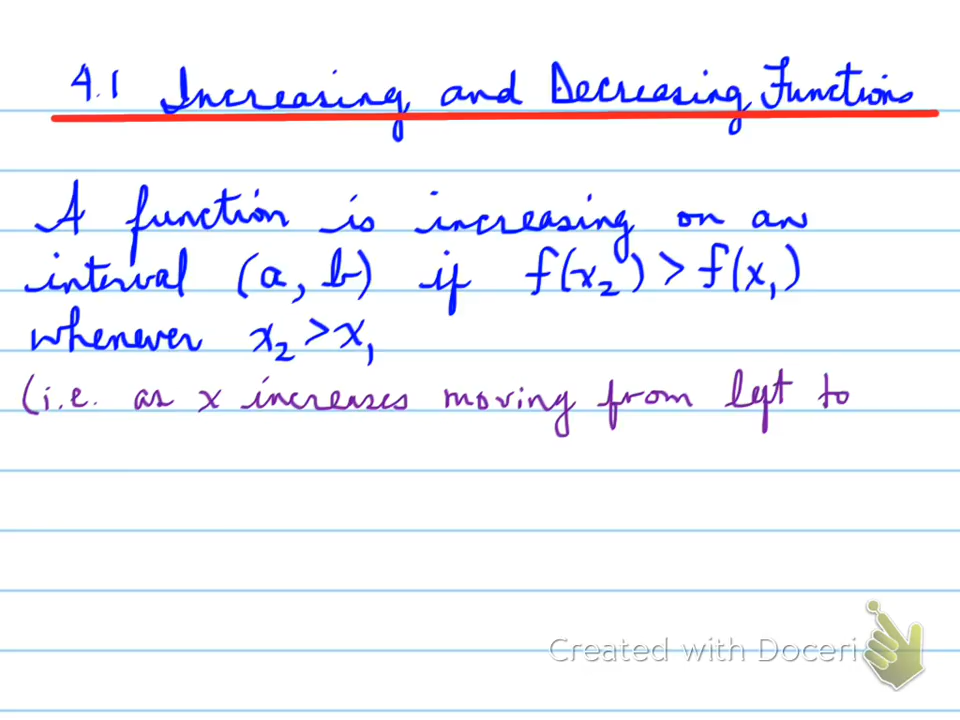 4.1 Increasing and Decreasing Functions
A function is increasing on an
interval (a, b) if f(x₂) > f(x₁)
whenever x₂ > x₁
(i.e. as x increases moving from left to
Created with Doceri